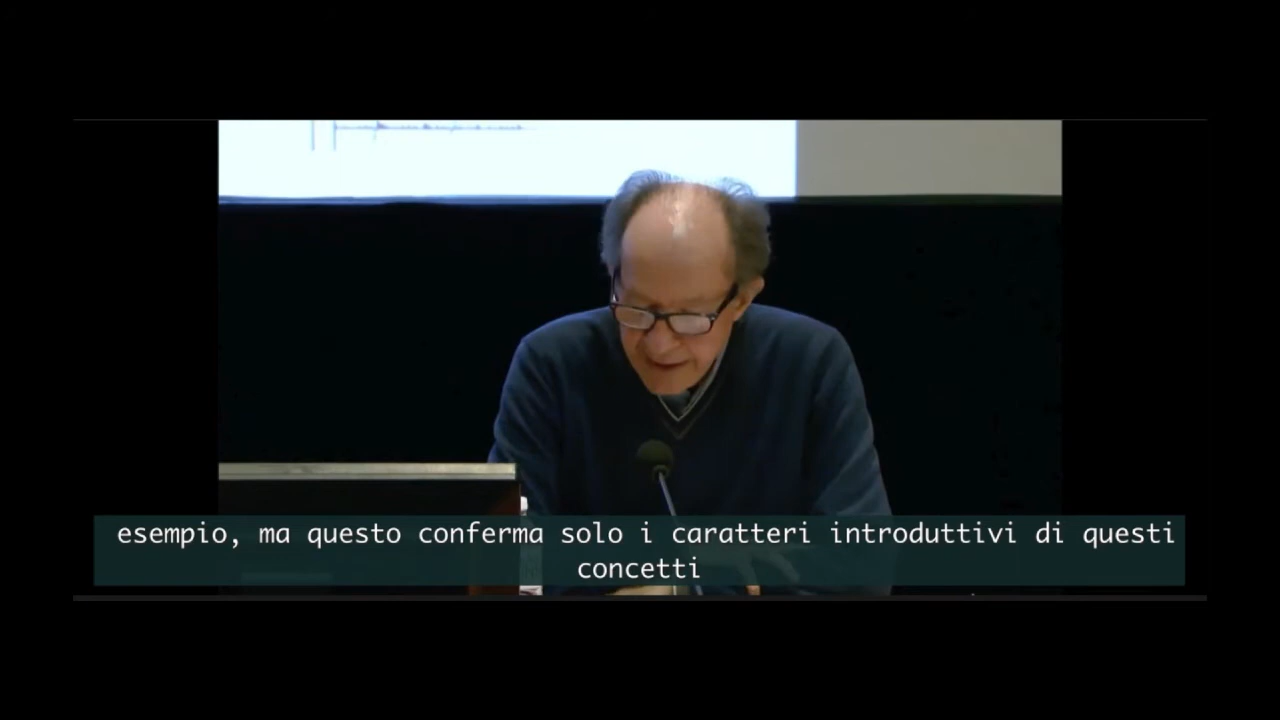 esempio, ma questo conferma solo i caratteri introduttivi di questi
concetti